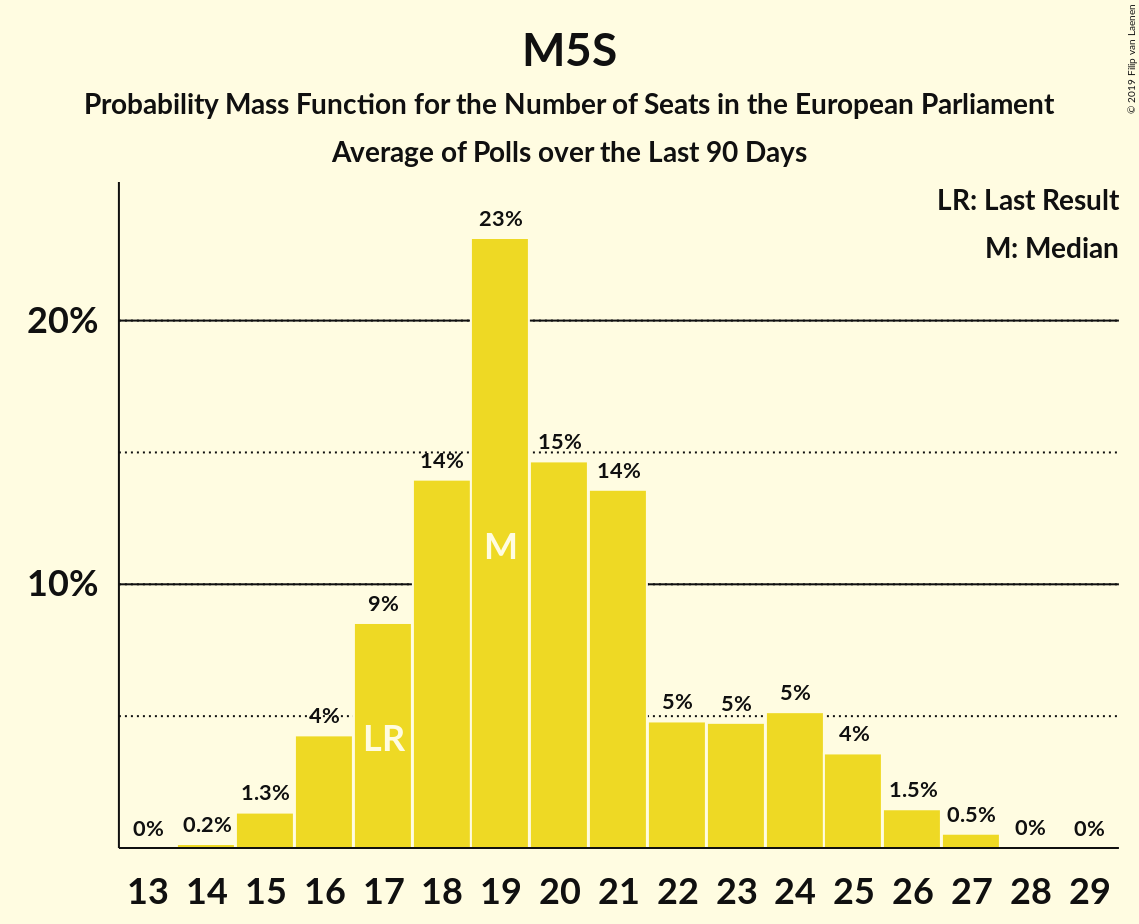 M5S
Probability Mass Function for the Number of Seats in the European Parliament
Average of Polls over the Last 90 Days
© 2019 Filip van Laenen
LR: Last Result
M: Median
20%
10%
0%
0.2%
1.3%
4%
9%
14%
23%
15%
14%
5%
5%
5%
4%
1.5%
0.5%
0%
0%
LR
M
13 14 15 16 17 18 19 20 21 22 23 24 25 26 27 28 29